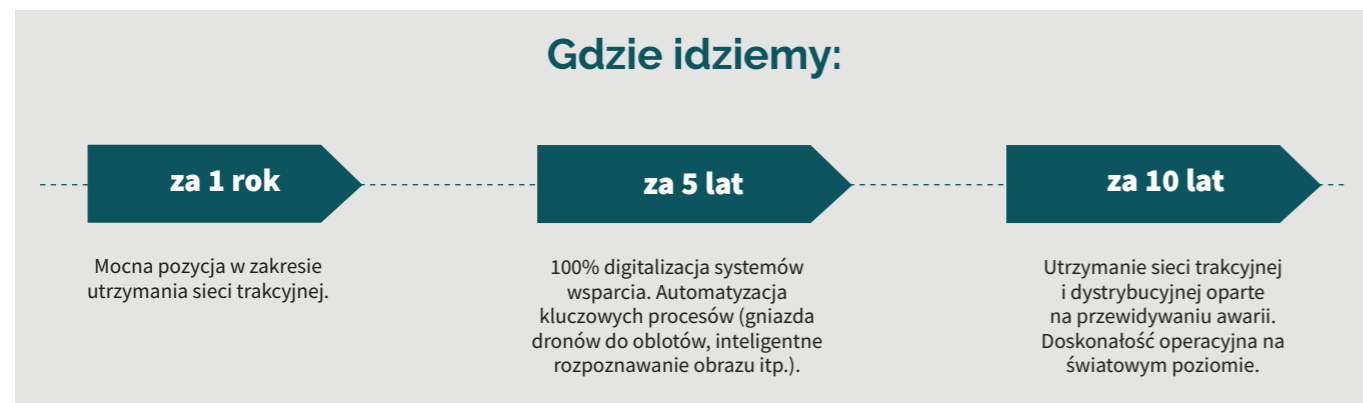 Gdzie idziemy:
za 1 rok
Mocna pozycja w zakresie
utrzymania sieci trakcyjnej.
za 5 lat
100% digitalizacja systemów
wsparcia. Automatyzacja
kluczowych procesów (gniazda
dronów do oblotów, inteligentne
rozpoznawanie obrazu itp.).
za 10 lat
Utrzymanie sieci trakcyjnej
i dystrybucyjnej oparte
na przewidywaniu awarii.
Doskonałość operacyjna na
światowym poziomie.